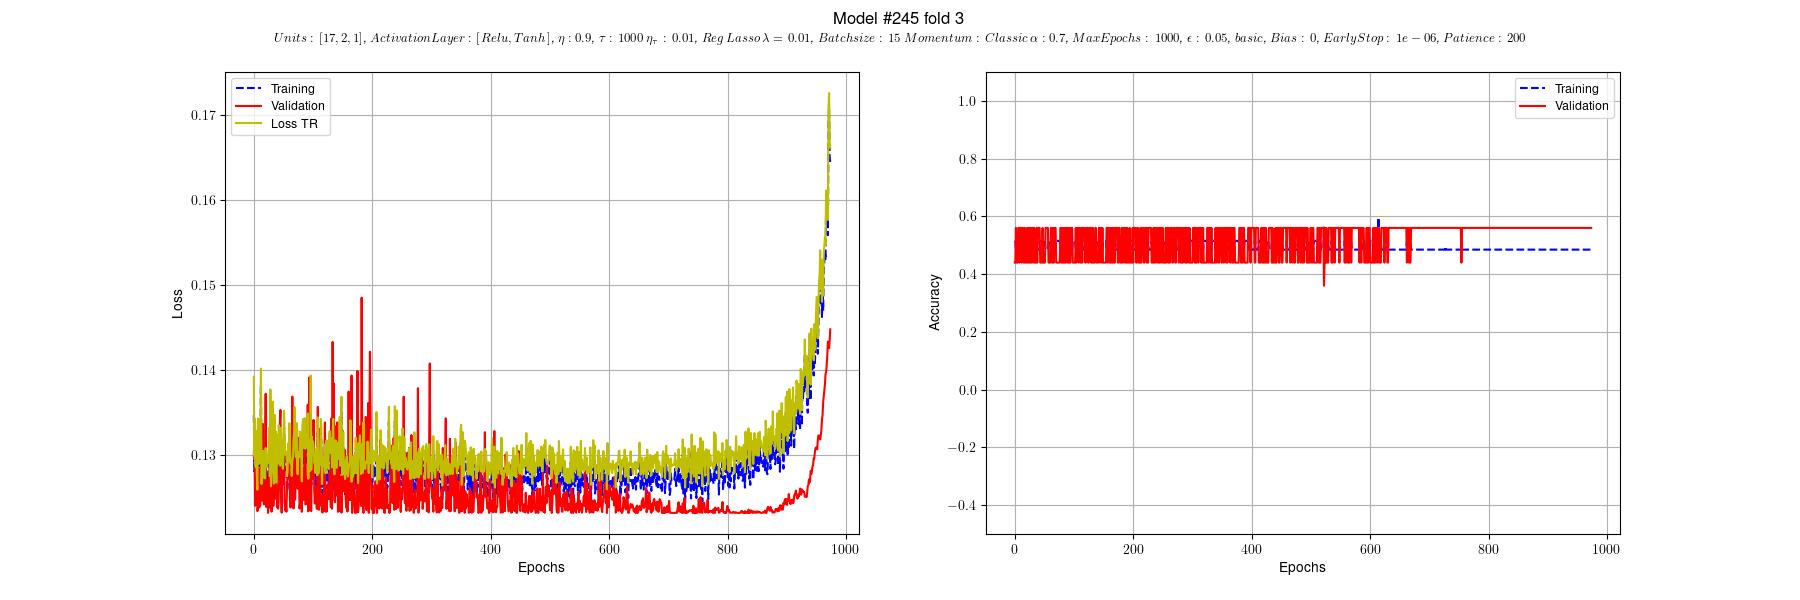 Model #245 fold 3
Units : [17, 2, 1], ActivationLayer : [Relu, Tanh], η : 0.9, τ : 1000 ητ : 0.01, Reg Lasso λ = 0.01, Batchsize : 15 Momentum : Classic α : 0.7, MaxEpochs : 1000, ϵ : 0.05, basic, Bias : 0, EarlyStop : 1e − 06, Patience : 200
Training
Validation
Loss TR
0.17
0.16
0.15
0.14
0.13
Loss
0 200 400 600 800 1000
Epochs
Training
Validation
1.0
0.8
0.6
0.4
0.2
0.0
−0.2
−0.4
Accuracy
0 200 400 600 800 1000
Epochs